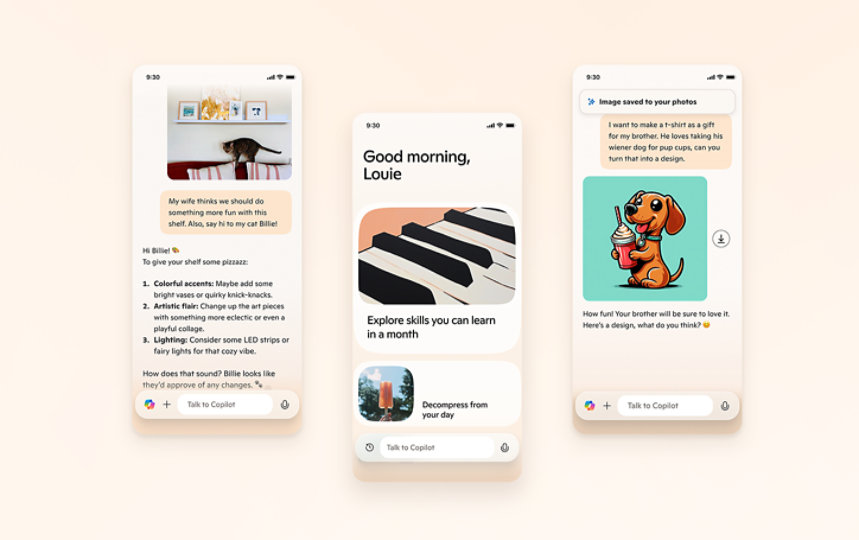 9:30
My wife thinks we should do
something more fun with this
shelf. Also, say hi to my cat Billie!
Hi Billie! 🎨
To give your shelf some pizzazz:
1. Colorful accents: Maybe add some
bright vases or quirky knick-knacks.
2. Artistic flair: Change up the art pieces
with something more eclectic or even a
playful collage.
3. Lighting: Consider some LED strips or
fairy lights for that cozy vibe.
How does that sound? Billie looks like
they'd approve of any changes. 🐾
Talk to Copilot
9:30
Good morning,
Louie
Explore skills you can learn
in a month
Decompress from
your day
Talk to Copilot
9:30
Image saved to your photos
I want to make a t-shirt as a gift
for my brother. He loves taking his
wiener dog for pup cups, can you
turn that into a design.
How fun! Your brother will be sure to love it.
Here's a design, what do you think? 😊
Talk to Copilot